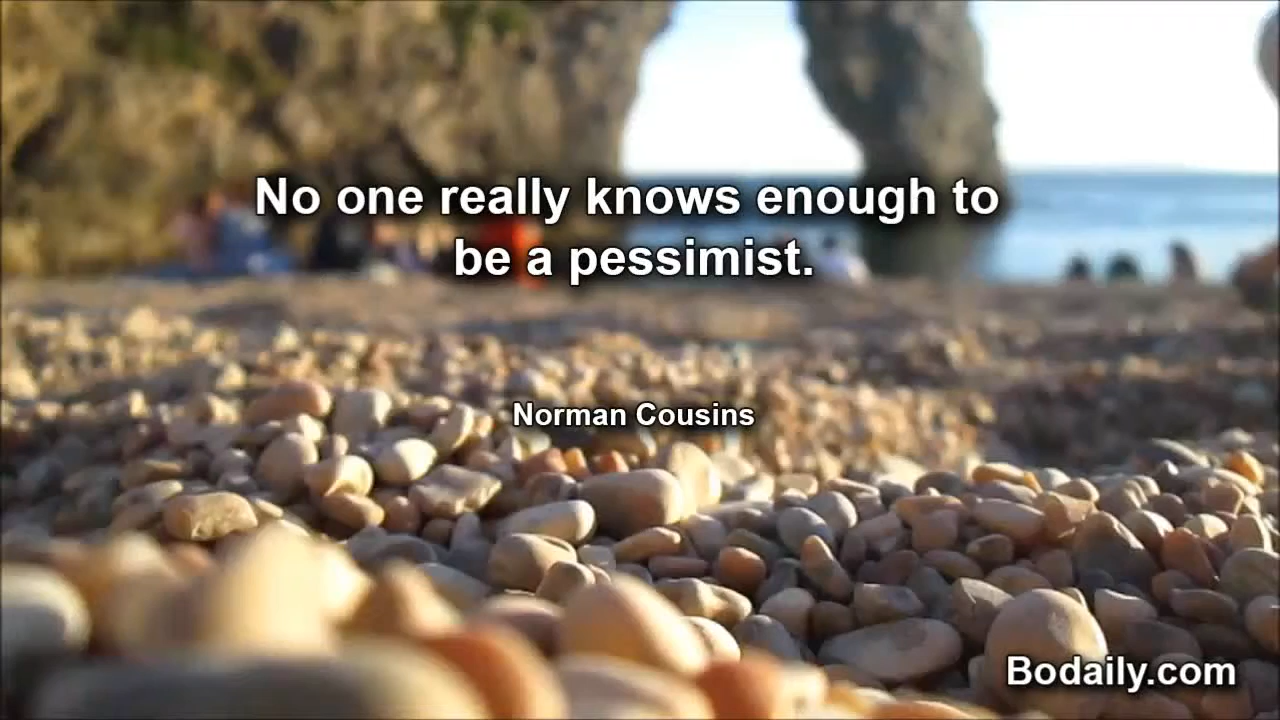 No one really knows enough to
be a pessimist.
Norman Cousins
Bodaily.com